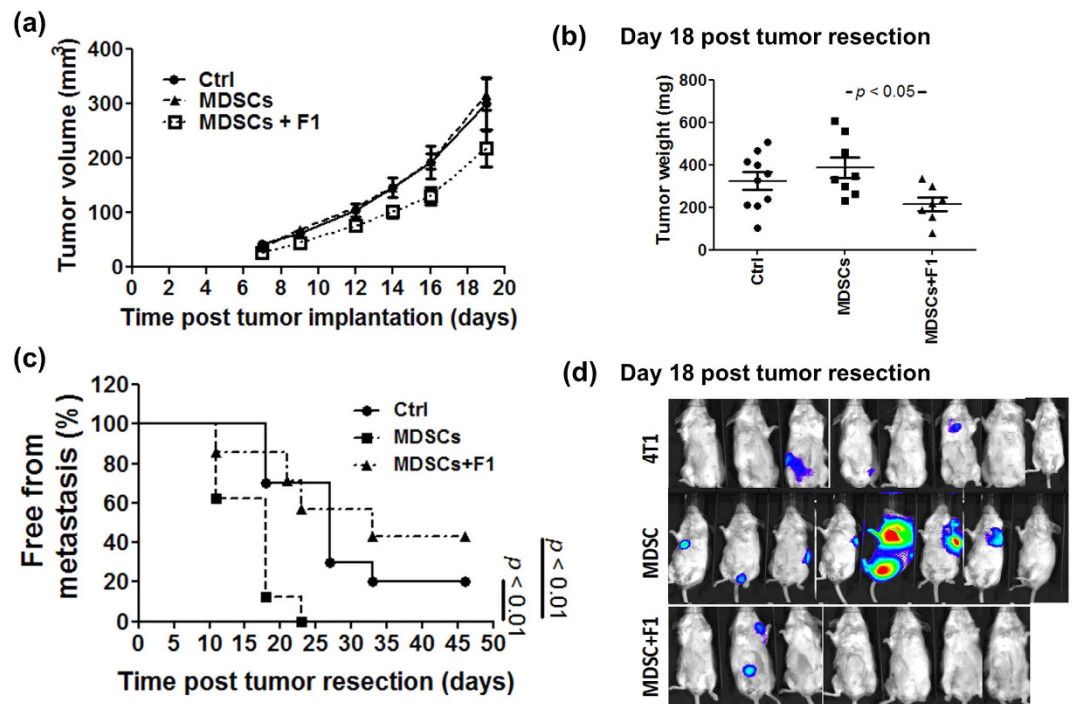 (a)
Tumor volume (mm³)
400
300
200
100
0
Ctrl
MDSCs
MDSCs + F1
0 2 4 6 8 10 12 14 16 18 20
Time post tumor implantation (days)
(b) Day 18 post tumor resection
Tumor weight (mg)
800
600
400
200
0
p < 0.05
Ctrl
MDSCs
MDSCs+F1
(c)
Free from
metastasis (%)
120
100
80
60
40
20
0
Ctrl
MDSCs
MDSCs+F1
0 5 10 15 20 25 30 35 40 45 50
Time post tumor resection (days)
p < 0.01
p < 0.01
(d) Day 18 post tumor resection
4T1
MDSC
MDSC+F1